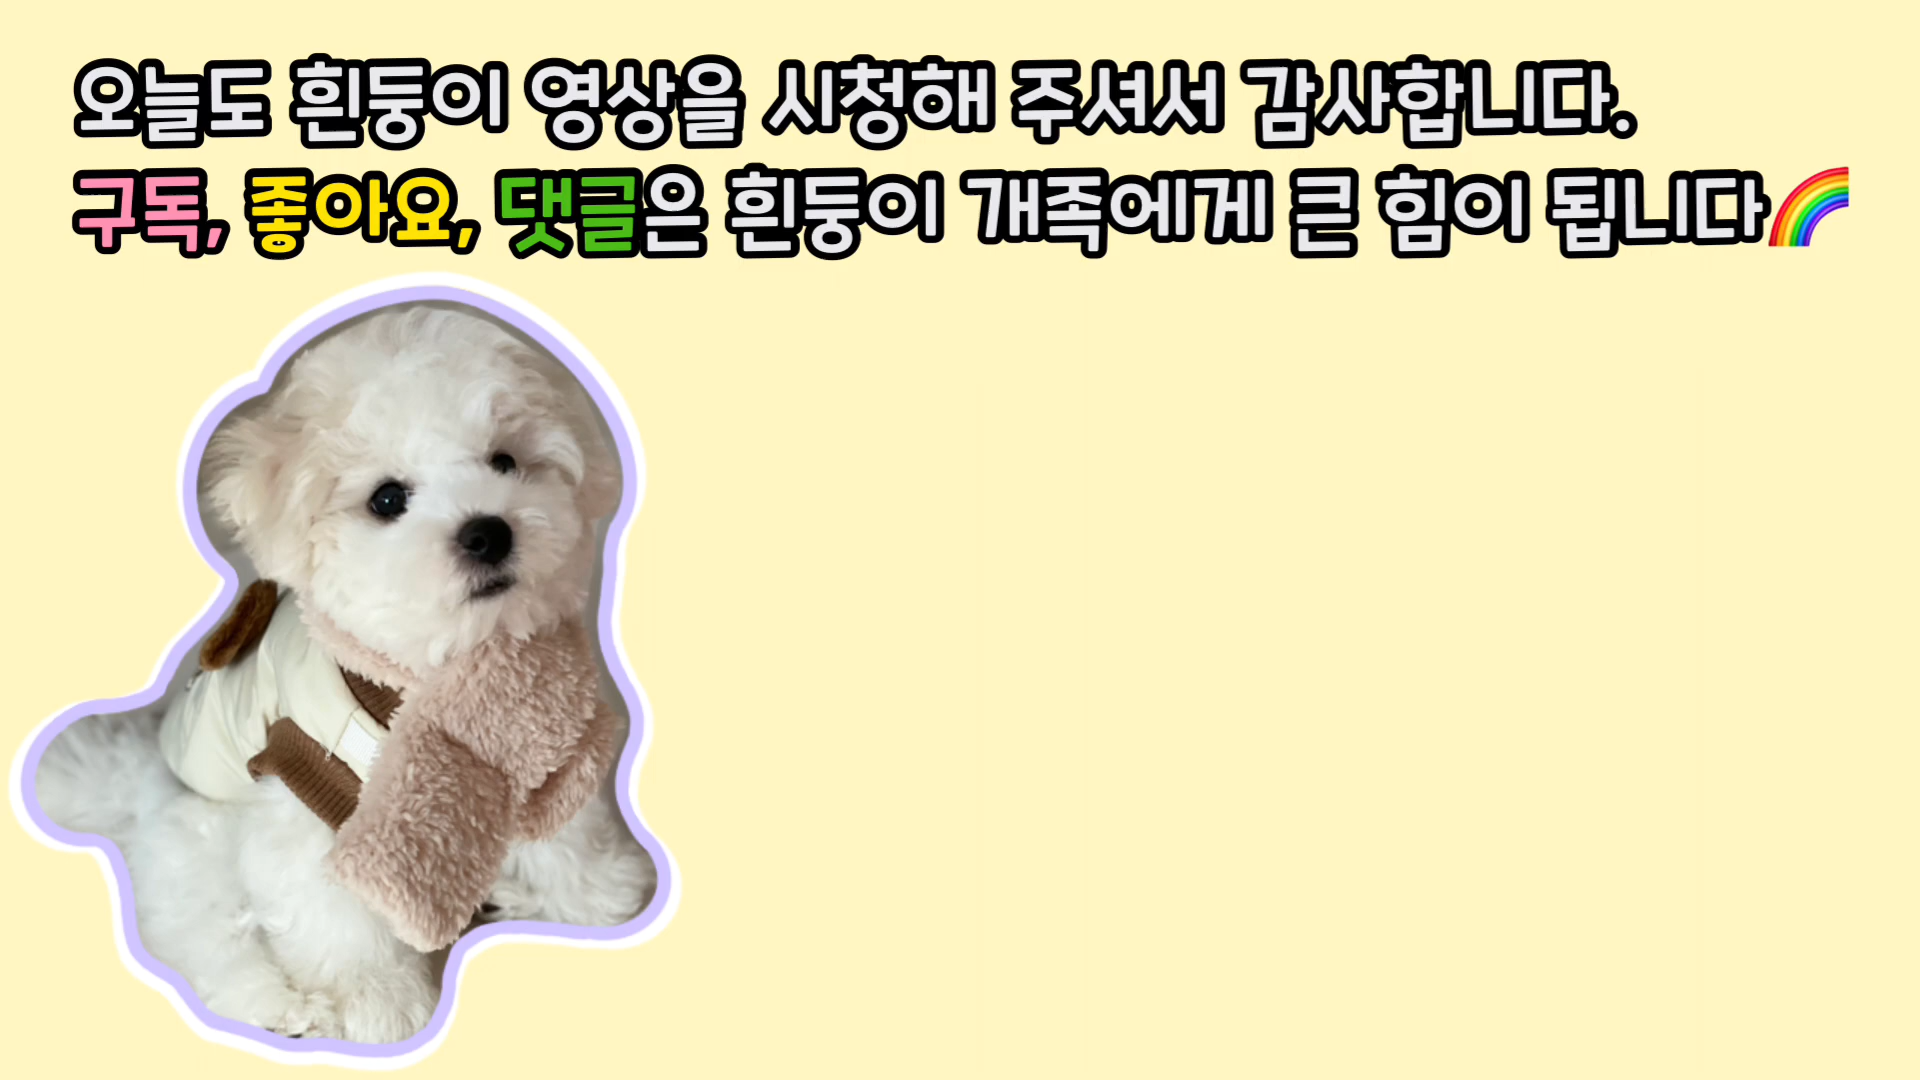 오늘도 흰둥이 영상을 시청해 주셔서 감사합니다.
구독, 좋아요, 댓글은 흰둥이 개족에게 큰 힘이 됩니다🌈